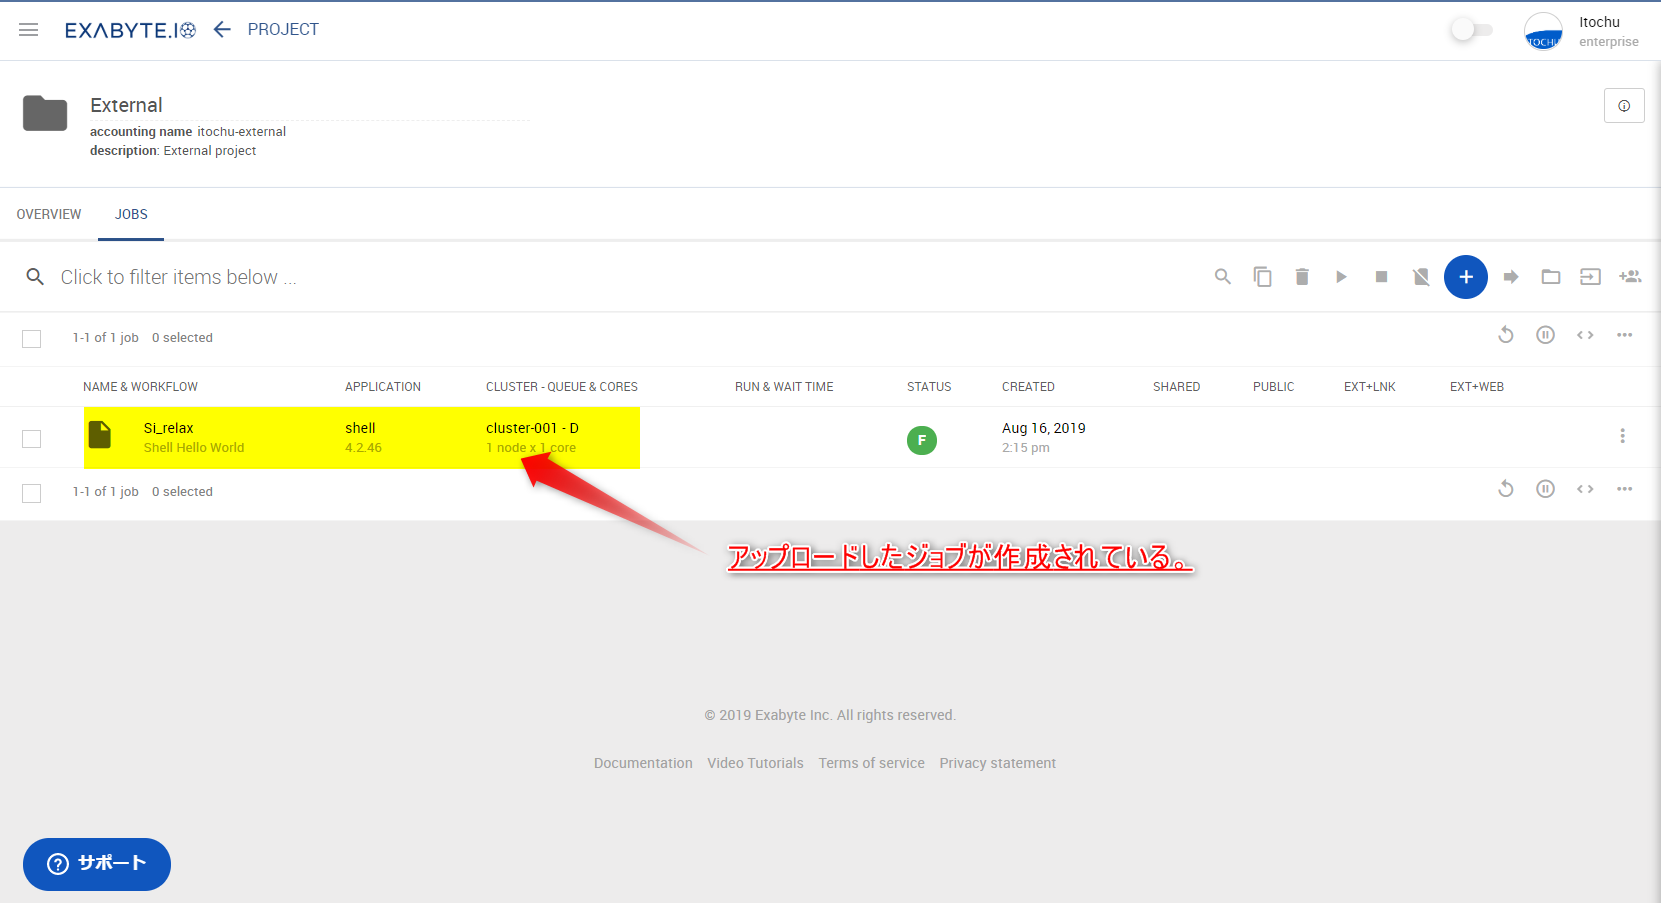 EXABYTE.IO
PROJECT
Itochu
enterprise
ITOCHU
External
accounting name itochu-external
description: External project
OVERVIEW JOBS
Click to filter items below ...
1-1 of 1 job 0 selected
NAME & WORKFLOW APPLICATION CLUSTER - QUEUE & CORES RUN & WAIT TIME STATUS CREATED SHARED PUBLIC EXT+LNK EXT+WEB
Si_relax shell cluster-001 - D F Aug 16, 2019
Shell Hello World 4.2.46 1 node x 1 core 2:15 pm
1-1 of 1 job 0 selected
アップロードしたジョブが作成されている。
© 2019 Exabyte Inc. All rights reserved.
Documentation Video Tutorials Terms of service Privacy statement
サポート